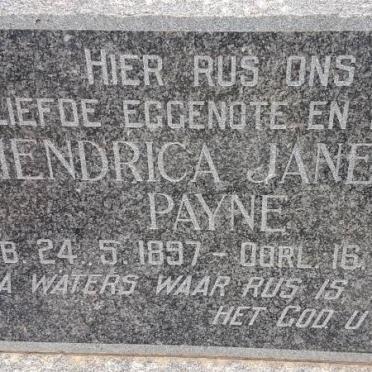 HIER RUS ONS
LIEFDE EGGENOTE EN
HENDRICA JANE
PAYNE
B 24.5.1897 - OORL. 16.
A WATERS WAAR RUS IS
HET GOD U